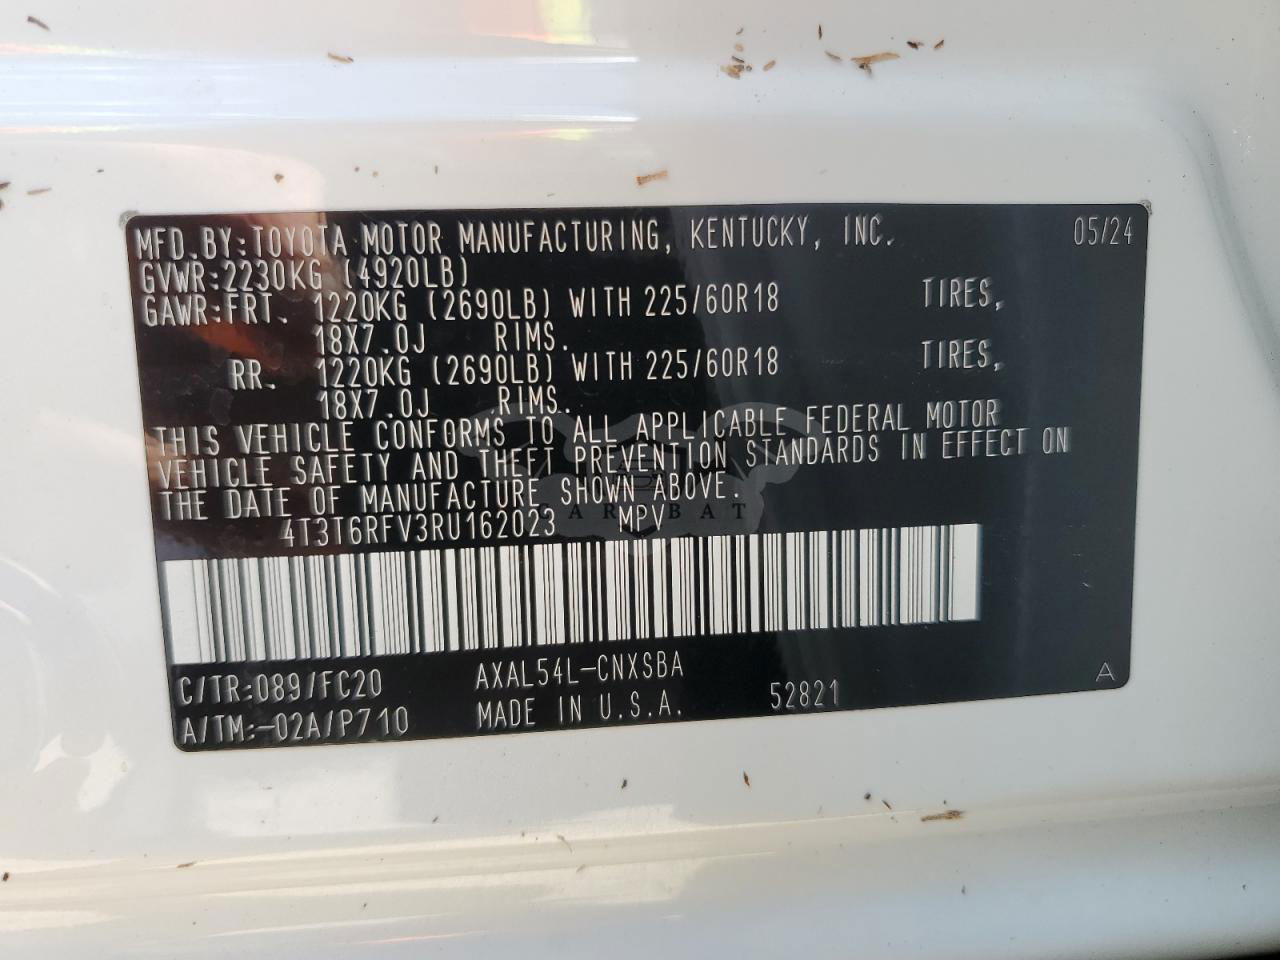 MFD.BY:TOYOTA MOTOR MANUFACTURING, KENTUCKY, INC. 05/24
GVWR:2230KG (4920LB)
GAWR:FRT. 1220KG (2690LB) WITH 225/60R18 TIRES,
18X7.0J RIMS.
RR. 1220KG (2690LB) WITH 225/60R18 TIRES,
18X7.0J RIMS.
THIS VEHICLE CONFORMS TO ALL APPLICABLE FEDERAL MOTOR
VEHICLE SAFETY AND THEFT PREVENTION STANDARDS IN EFFECT ON
THE DATE OF MANUFACTURE SHOWN ABOVE.
CAR BAT
4T3T6RFV3RU162023 MPV
C/TR:089/FC20 AXAL54L-CNXSBA A
A/TM:-02A/P710 MADE IN U.S.A. 52821